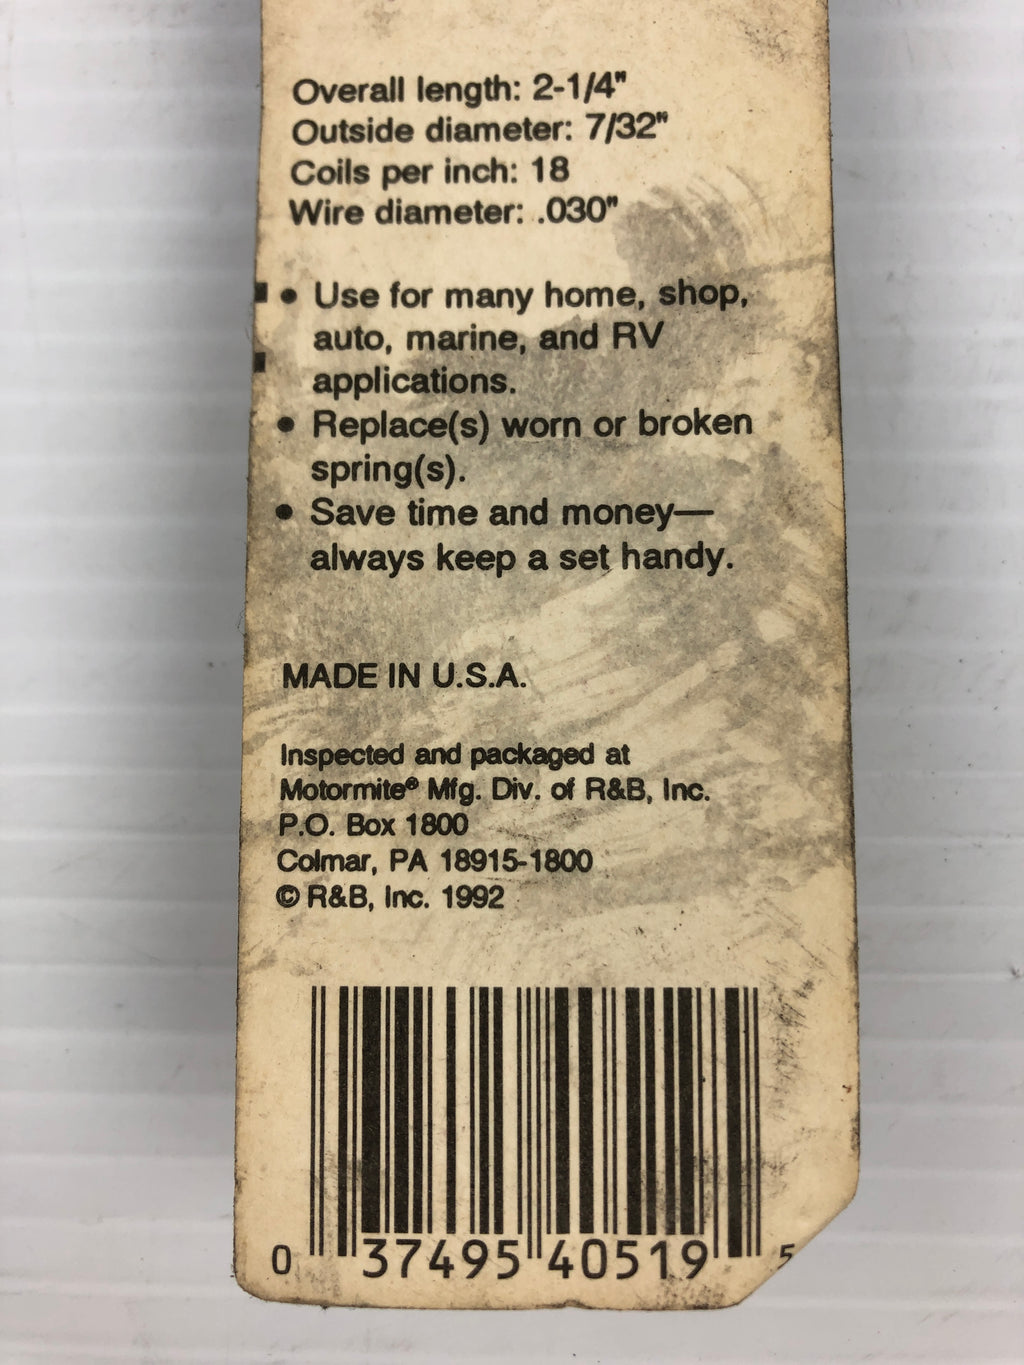 Overall length: 2-1/4"
Outside diameter: 7/32"
Coils per inch: 18
Wire diameter: .030"
• Use for many home, shop,
auto, marine, and RV
applications.
• Replace(s) worn or broken
spring(s).
• Save time and money—
always keep a set handy.
MADE IN U.S.A.
Inspected and packaged at
Motormite® Mfg. Div. of R&B, Inc.
P.O. Box 1800
Colmar, PA 18915-1800
© R&B, Inc. 1992
0 37495 40519 5